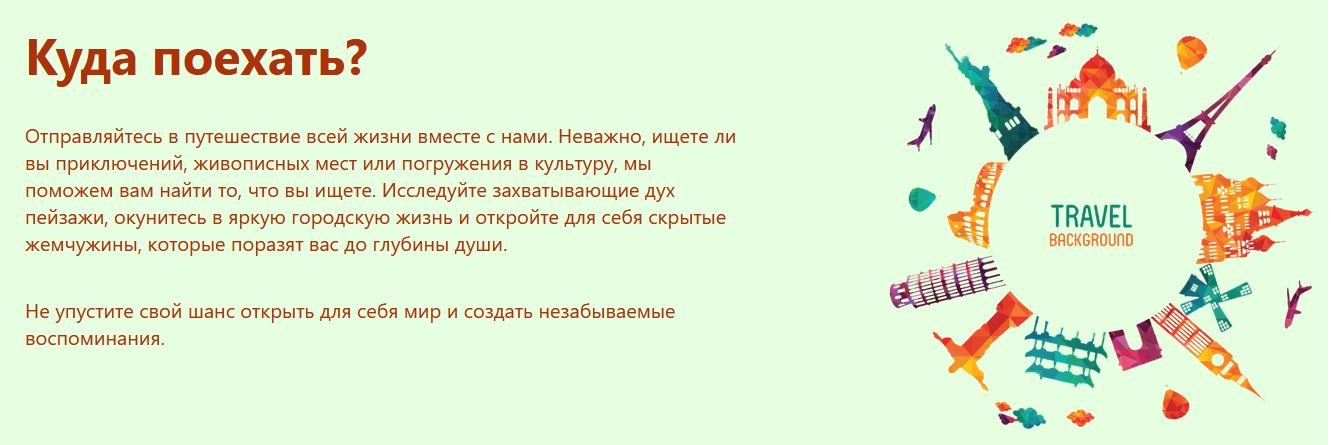 Куда поехать?
Отправляйтесь в путешествие всей жизни вместе с нами. Неважно, ищете ли
вы приключений, живописных мест или погружения в культуру, мы
поможем вам найти то, что вы ищете. Исследуйте захватывающие дух
пейзажи, окунитесь в яркую городскую жизнь и откройте для себя скрытые
жемчужины, которые поразят вас до глубины души.
Не упустите свой шанс открыть для себя мир и создать незабываемые
воспоминания.
TRAVEL
BACKGROUND